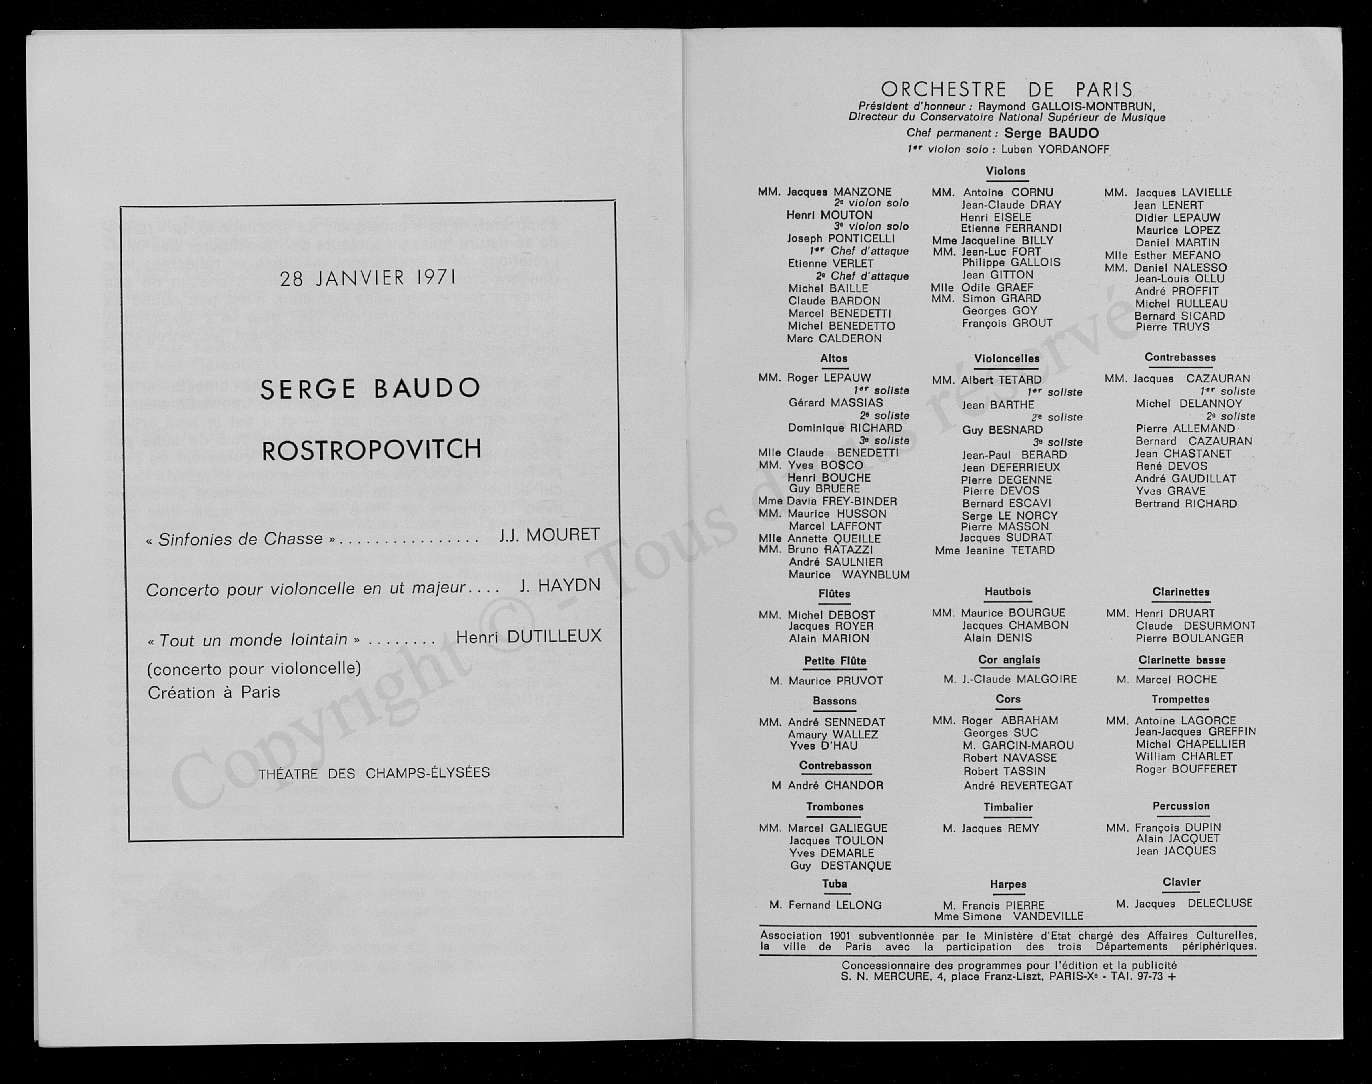 28 JANVIER 1971
SERGE BAUDO
ROSTROPOVITCH
« Sinfonies de Chasse »................ J.J. MOURET
Concerto pour violoncelle en ut majeur.... J. HAYDN
« Tout un monde lointain » ........ Henri DUTILLEUX
(concerto pour violoncelle)
Création à Paris
THÉATRE DES CHAMPS-ÉLYSÉES
ORCHESTRE DE PARIS
Président d'honneur : Raymond GALLOIS-MONTBRUN,
Directeur du Conservatoire National Supérieur de Musique
Chef permanent : Serge BAUDO
1er violon solo : Luben YORDANOFF
Violons
MM. Jacques MANZONE
2e violon solo
Henri MOUTON
3e violon solo
Joseph PONTICELLI
1er Chef d'attaque
Etienne VERLET
2e Chef d'attaque
Michel BAILLE
Claude BARDON
Marcel BENEDETTI
Michel BENEDETTO
Marc CALDERON
MM. Antoine CORNU
Jean-Claude DRAY
Henri EISELE
Etienne FERRANDI
Mme Jacqueline BILLY
MM. Jean-Luc FORT
Philippe GALLOIS
Jean GITTON
Mlle Odile GRAEF
MM. Simon GRARD
Georges GOY
François GROUT
MM. Jacques LAVIELLE
Jean LENERT
Didier LEPAUW
Maurice LOPEZ
Daniel MARTIN
Mlle Esther MEFANO
MM. Daniel NALESSO
Jean-Louis OLLU
André PROFFIT
Michel RULLEAU
Bernard SICARD
Pierre TRUYS
Altos
MM. Roger LEPAUW
1er soliste
Gérard MASSIAS
2e soliste
Dominique RICHARD
3e soliste
Mlle Claude BENEDETTI
MM. Yves BOSCO
Henri BOUCHE
Guy BRUERE
Mme Davia FREY-BINDER
MM. Maurice HUSSON
Marcel LAFFONT
Mlle Annette QUEILLE
MM. Bruno RATAZZI
André SAULNIER
Maurice WAYNBLUM
Violoncelles
MM. Albert TETARD
1er soliste
Jean BARTHE
2e soliste
Guy BESNARD
3e soliste
Jean-Paul BERARD
Jean DEFERRIEUX
Pierre DEGENNE
Pierre DEVOS
Bernard ESCAVI
Serge LE NORCY
Pierre MASSON
Jacques SUDRAT
Mme Jeanine TETARD
Contrebasses
MM. Jacques CAZAURAN
1er soliste
Michel DELANNOY
2e soliste
Pierre ALLEMAND
Bernard CAZAURAN
Jean CHASTANET
René DEVOS
André GAUDILLAT
Yves GRAVE
Bertrand RICHARD
Flûtes
MM. Michel DEBOST
Jacques ROYER
Alain MARION
Hautbois
MM. Maurice BOURGUE
Jacques CHAMBON
Alain DENIS
Clarinettes
MM. Henri DRUART
Claude DESURMONT
Pierre BOULANGER
Petite Flûte
M. Maurice PRUVOT
Cor anglais
M. J.-Claude MALGOIRE
Clarinette basse
M. Marcel ROCHE
Bassons
MM. André SENNEDAT
Amaury WALLEZ
Yves D'HAU
Contrebasson
M André CHANDOR
Cors
MM. Roger ABRAHAM
Georges SUC
M. GARCIN-MAROU
Robert NAVASSE
Robert TASSIN
André REVERTEGAT
Trompettes
MM. Antoine LAGORCE
Jean-Jacques GREFFIN
Michel CHAPELLIER
William CHARLET
Roger BOUFFERET
Trombones
MM. Marcel GALIEGUE
Jacques TOULON
Yves DEMARLE
Guy DESTANQUE
Timbalier
M. Jacques REMY
Percussion
MM. François DUPIN
Alain JACQUET
Jean JACQUES
Tuba
M. Fernand LELONG
Harpes
M. Francis PIERRE
Mme Simone VANDEVILLE
Clavier
M. Jacques DELECLUSE
Association 1901 subventionnée par le Ministère d'Etat chargé des Affaires Culturelles,
la ville de Paris avec la participation des trois Départements périphériques.
Concessionnaire des programmes pour l'édition et la publicité
S. N. MERCURE, 4, place Franz-Liszt, PARIS-Xe - TAI. 97-73 +
Copyright © - Tous droits réservé